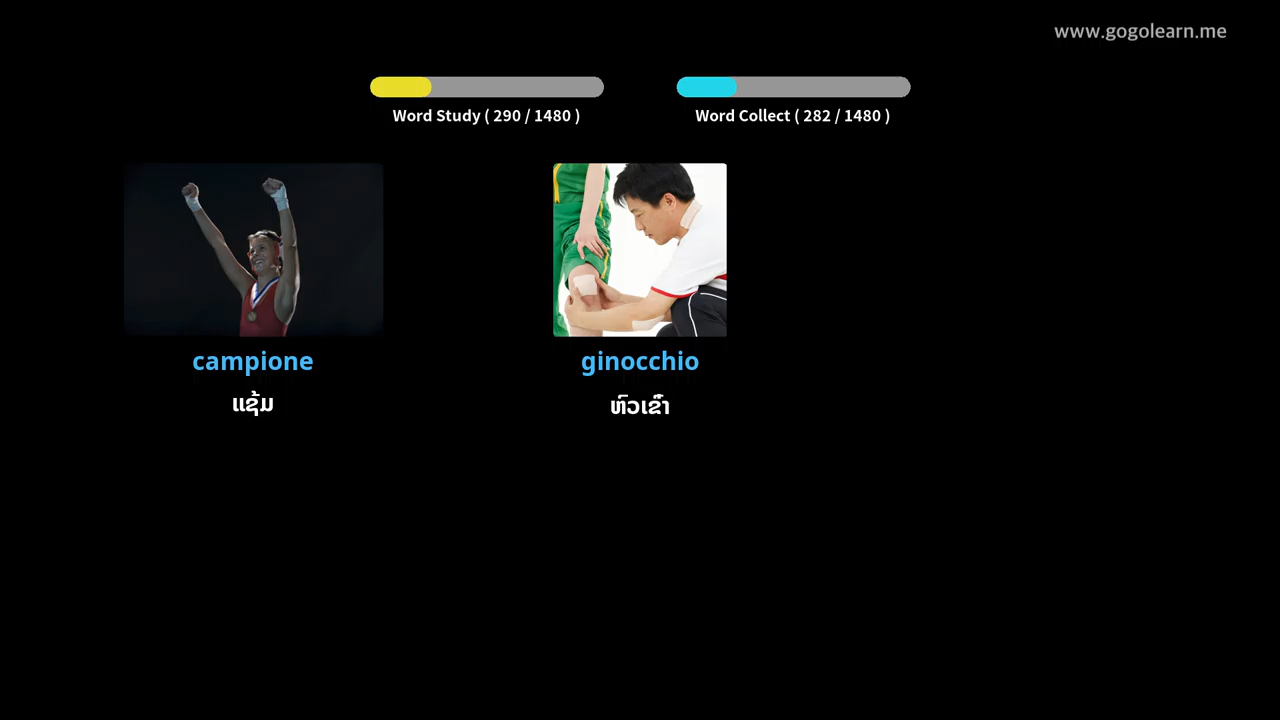 www.gogolearn.me
Word Study ( 290 / 1480 )
Word Collect ( 282 / 1480 )
campione
ginocchio
ແຊ້ມ
ຫົວເຂົ່າ